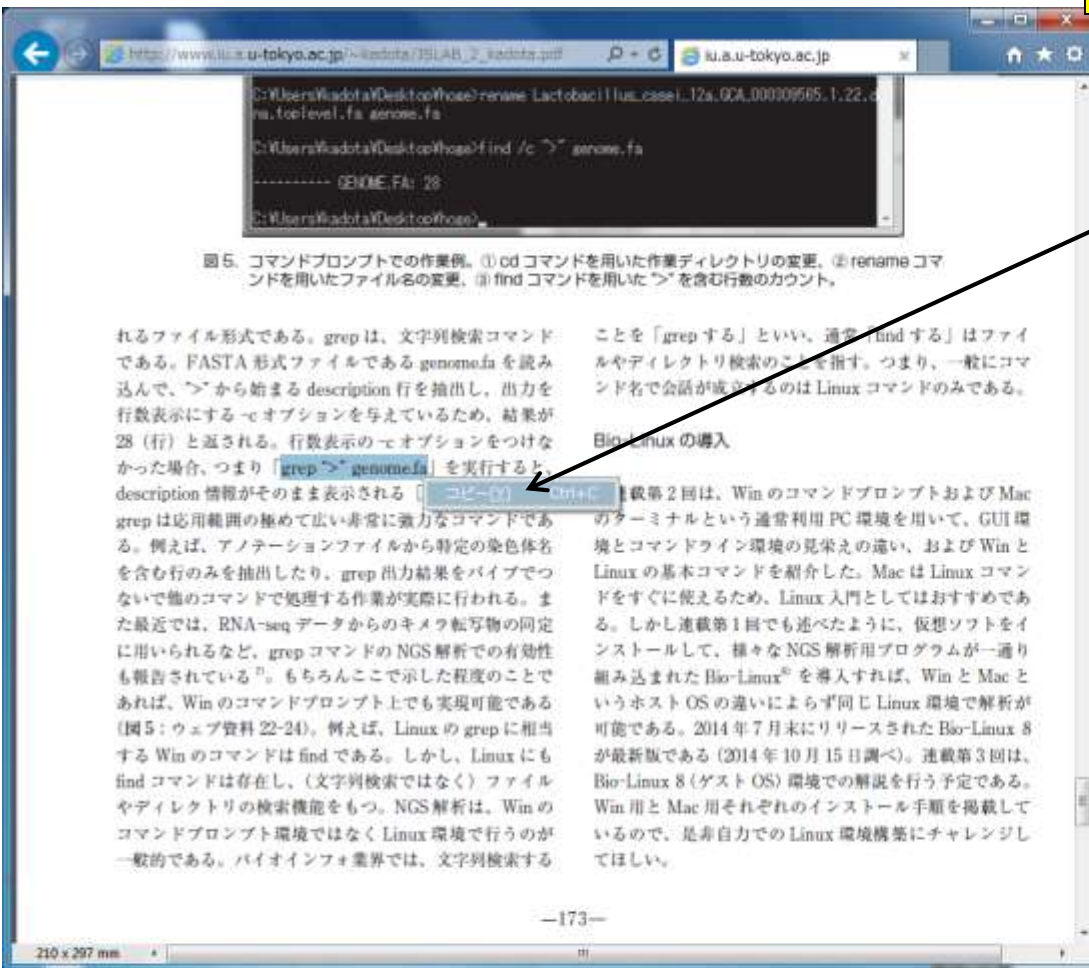 http://www.iu.a.u-tokyo.ac.jp/~kadota/JSLAB_2_kadota.pdf
iu.a.u-tokyo.ac.jp
C:¥Users¥kadota¥Desktop¥hoge>rename Lactobacillus_casei_12a.GCA_000309565.1.22.d
na.toplevel.fa genome.fa
C:¥Users¥kadota¥Desktop¥hoge>find /c ">" genome.fa
---------- GENOME.FA: 28
C:¥Users¥kadota¥Desktop¥hoge>_
図5. コマンドプロンプトでの作業例。① cd コマンドを用いた作業ディレクトリの変更、② rename コマ
ンドを用いたファイル名の変更、③ find コマンドを用いた ">" を含む行数のカウント。
れるファイル形式である。grep は、文字列検索コマンド
である。FASTA 形式ファイルである genome.fa を読み
込んで、">" から始まる description 行を抽出し、出力を
行数表示にする -c オプションを与えているため、結果が
28(行)と返される。行数表示の -c オプションをつけな
かった場合、つまり「grep ">" genome.fa」を実行すると、
description 情報がそのまま表示される [
コピー(Y) Ctrl+C
grep は応用範囲の極めて広い非常に強力なコマンドであ
る。例えば、アノテーションファイルから特定の染色体名
を含む行のみを抽出したり、grep 出力結果をパイプでつ
ないで他のコマンドで処理する作業が実際に行われる。ま
た最近では、RNA-seq データからのキメラ転写物の同定
に用いられるなど、grep コマンドの NGS 解析での有効性
も報告されている 7)。もちろんここで示した程度のことで
あれば、Win のコマンドプロンプト上でも実現可能である
(図5:ウェブ資料 22-24)。例えば、Linux の grep に相当
する Win のコマンドは find である。しかし、Linux にも
find コマンドは存在し、(文字列検索ではなく)ファイル
やディレクトリの検索機能をもつ。NGS 解析は、Win の
コマンドプロンプト環境ではなく Linux 環境で行うのが
一般的である。バイオインフォ業界では、文字列検索する
ことを「grep する」といい、通常「find する」はファイ
ルやディレクトリ検索のことを指す。つまり、一般にコマ
ンド名で会話が成立するのは Linux コマンドのみである。
Bio-Linux の導入
連載第2回は、Win のコマンドプロンプトおよび Mac
のターミナルという通常利用 PC 環境を用いて、GUI 環
境とコマンドライン環境の見栄えの違い、および Win と
Linux の基本コマンドを紹介した。Mac は Linux コマン
ドをすぐに使えるため、Linux 入門としてはおすすめであ
る。しかし連載第1回でも述べたように、仮想ソフトをイ
ンストールして、様々な NGS 解析用プログラムが一通り
組み込まれた Bio-Linux を導入すれば、Win と Mac と
いうホスト OS の違いによらず同じ Linux 環境で解析が
可能である。2014年7月末にリリースされた Bio-Linux 8
が最新版である(2014年10月15日調べ)。連載第3回は、
Bio-Linux 8(ゲスト OS)環境での解説を行う予定である。
Win 用と Mac 用それぞれのインストール手順を掲載して
いるので、是非自力での Linux 環境構築にチャレンジし
てほしい。
—173—
210 x 297 mm